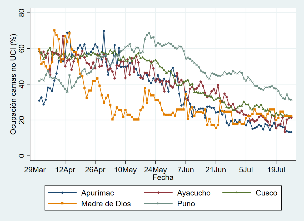 Ocupación camas no UCI (%)
80
60
40
20
0
29Mar 12Apr 26Apr 10May 24May 7Jun 21Jun 5Jul 19Jul
Fecha
Apurimac Ayacucho Cusco
Madre de Dios Puno